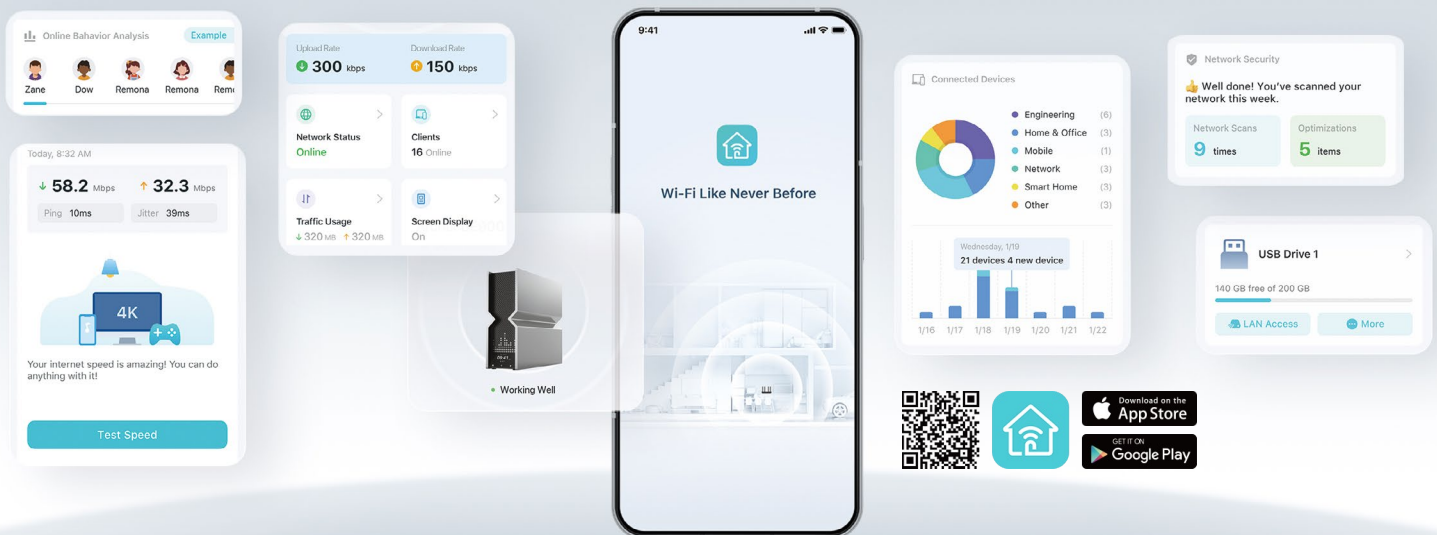 Online Bahavior Analysis
Example
Zane
Dow
Remona
Remona
Today, 8:32 AM
58.2 Mbps
32.3 Mbps
Ping 10ms
Jitter 39ms
4K
Your internet speed is amazing! You can do
anything with it!
Test Speed
Upload Rate
Download Rate
300 kbps
150 kbps
Network Status
Online
Clients
16 Online
Traffic Usage
320 MB
320 MB
Screen Display
On
Working Well
9:41
Wi-Fi Like Never Before
Connected Devices
Engineering (6)
Home & Office (3)
Mobile (1)
Network (3)
Smart Home (3)
Other (3)
Wednesday, 1/19
21 devices 4 new device
1/16 1/17 1/18 1/19 1/20 1/21 1/22
Download on the
App Store
GET IT ON
Google Play
Network Security
Well done! You've scanned your
network this week.
Network Scans
9 times
Optimizations
5 items
USB Drive 1
140 GB free of 200 GB
LAN Access
More